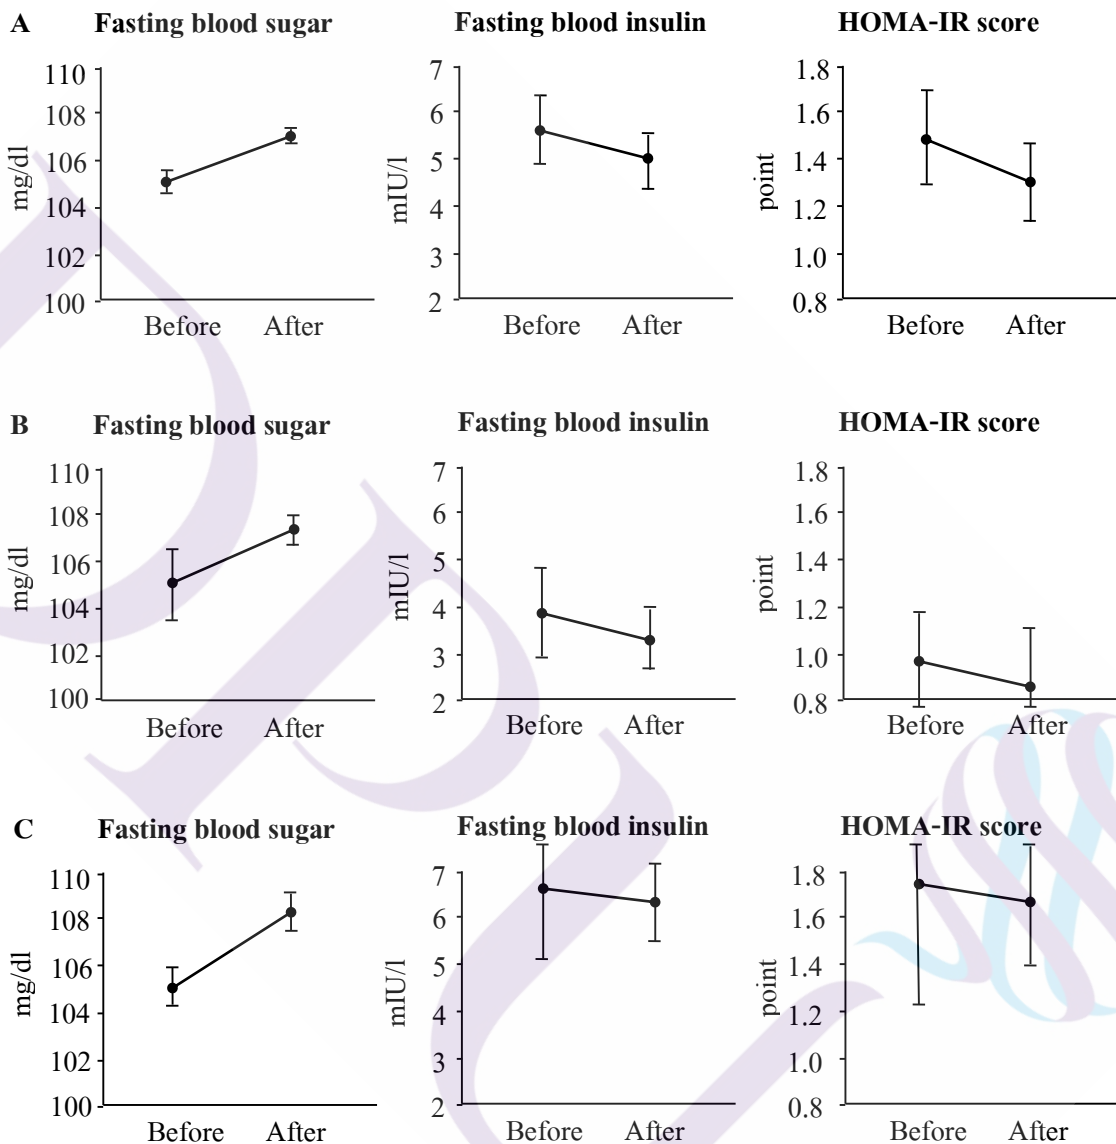 A
Fasting blood sugar
Fasting blood insulin
HOMA-IR score
mg/dl
110
108
106
104
102
100
Before After
mIU/l
7
6
5
4
3
2
Before After
point
1.8
1.6
1.4
1.2
1.0
0.8
Before After
B
Fasting blood sugar
Fasting blood insulin
HOMA-IR score
mg/dl
110
108
106
104
102
100
Before After
mIU/l
7
6
5
4
3
2
Before After
point
1.8
1.6
1.4
1.2
1.0
0.8
Before After
C
Fasting blood sugar
Fasting blood insulin
HOMA-IR score
mg/dl
110
108
106
104
102
100
Before After
mIU/l
7
6
5
4
3
2
Before After
point
1.8
1.6
1.4
1.2
1.0
0.8
Before After